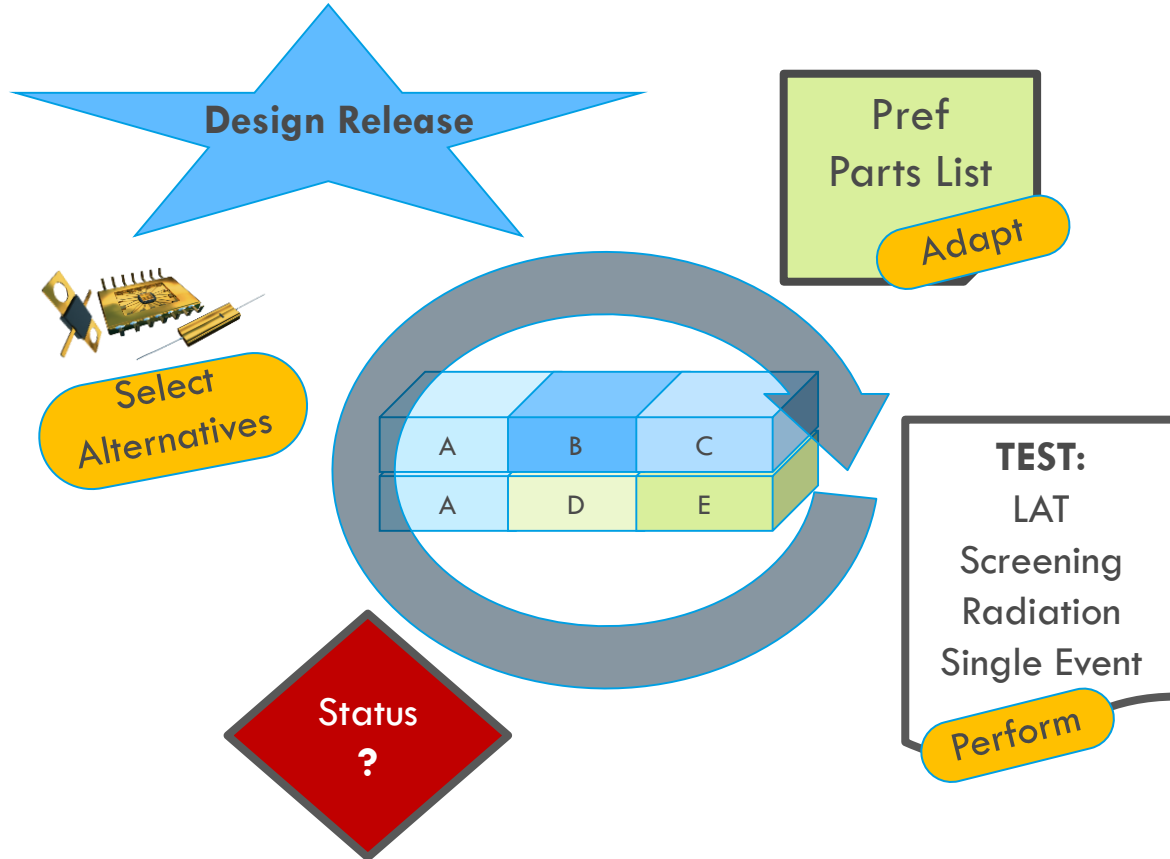 Design Release
Pref
Parts List
Adapt
Select
Alternatives
A
B
C
A
D
E
TEST:
LAT
Screening
Radiation
Single Event
Perform
Status
?